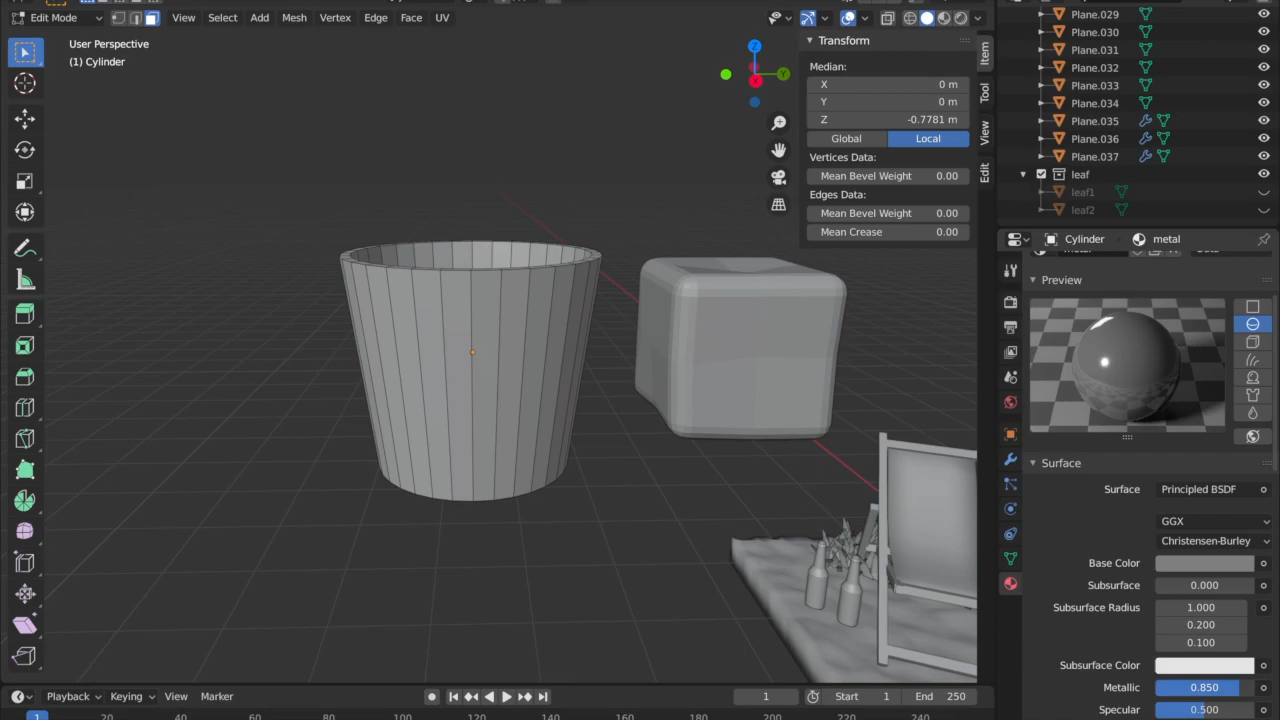 Edit Mode View Select Add Mesh Vertex Edge Face UV
User Perspective
(1) Cylinder
Z
Y
X
Transform
Median:
X 0 m
Y 0 m
Z -0.7781 m
Global Local
Vertices Data:
Mean Bevel Weight 0.00
Edges Data:
Mean Bevel Weight 0.00
Mean Crease 0.00
Item
Tool
View
Edit
Plane.029
Plane.030
Plane.031
Plane.032
Plane.033
Plane.034
Plane.035
Plane.036
Plane.037
leaf
leaf1
leaf2
Cylinder metal
Preview
Surface
Surface Principled BSDF
GGX
Christensen-Burley
Base Color
Subsurface 0.000
Subsurface Radius 1.000
0.200
0.100
Subsurface Color
Metallic 0.850
Specular 0.500
Playback Keying View Marker 1 Start 1 End 250
1 20 40 60 80 100 120 140 160 180 200 220 240